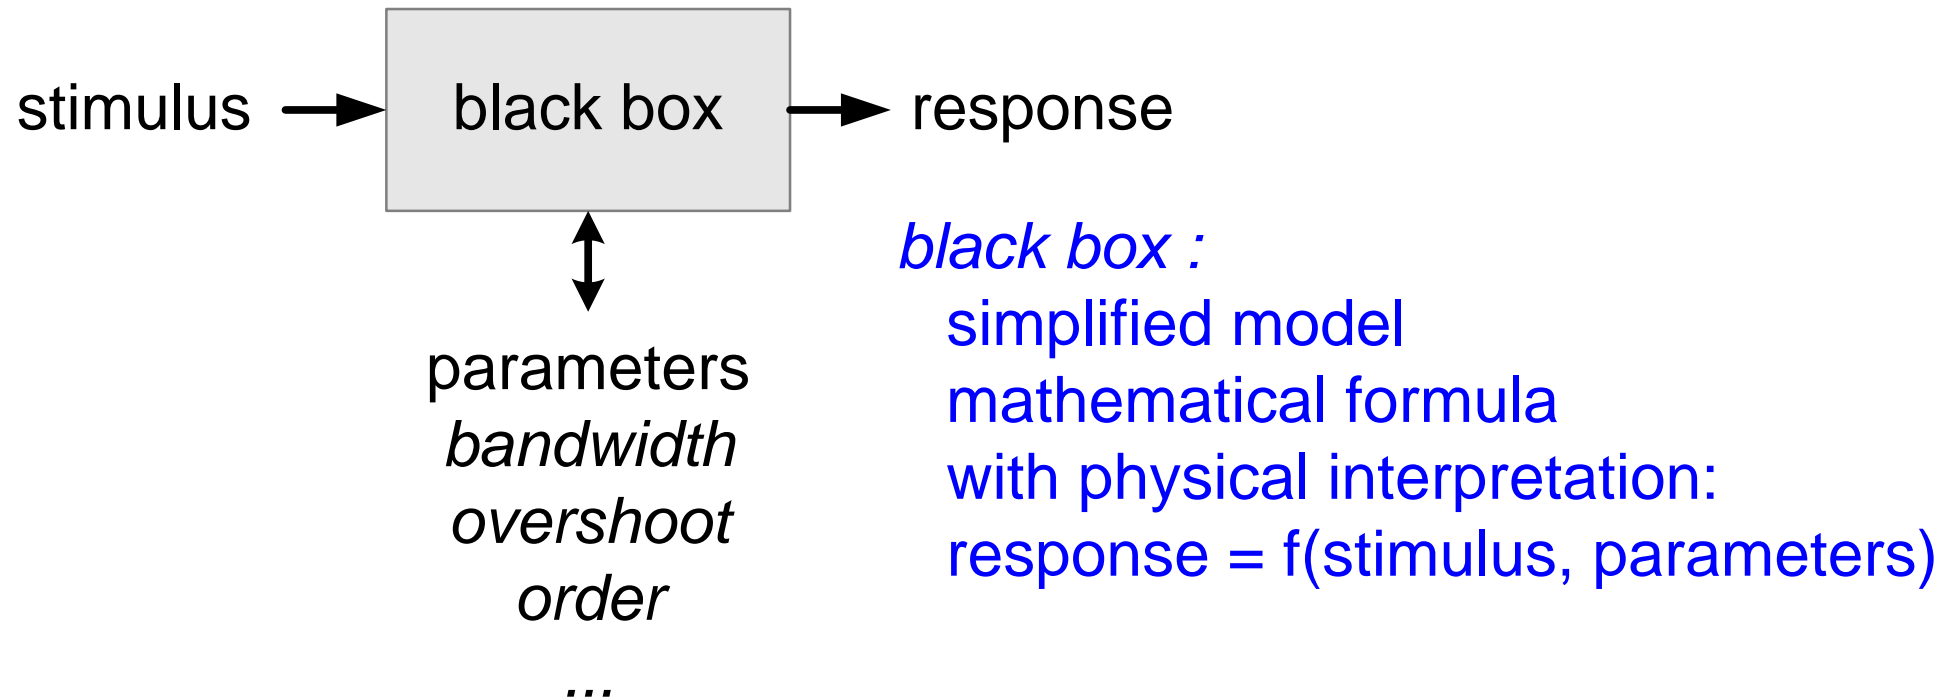 stimulus
black box
response
parameters
bandwidth
overshoot
order
...
black box :
simplified model
mathematical formula
with physical interpretation:
response = f(stimulus, parameters)